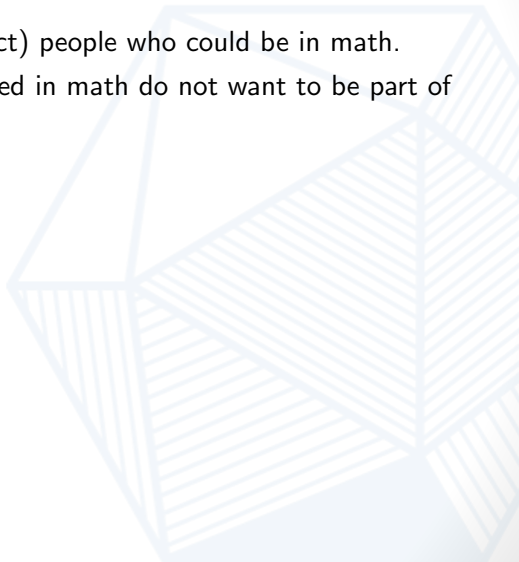 ct) people who could be in math.
ed in math do not want to be part of